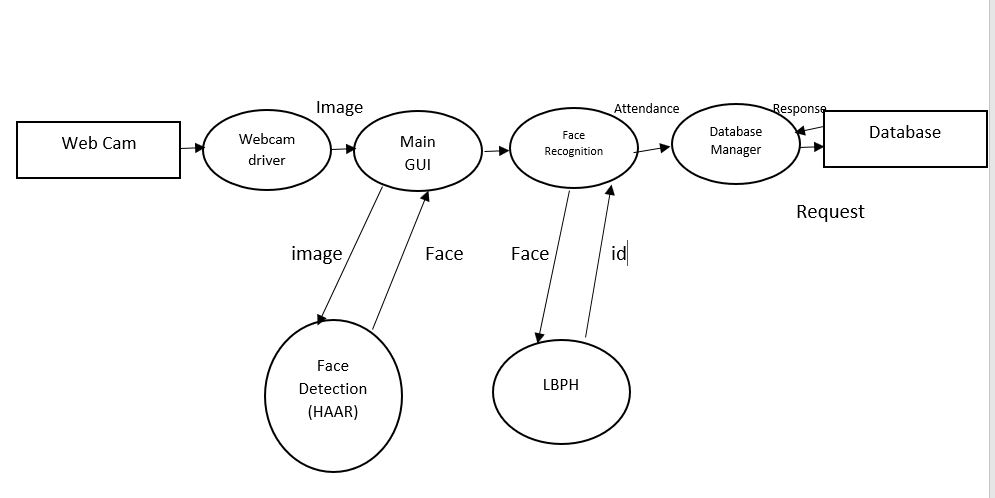 Image
Attendance
Response
Web Cam
Webcam
driver
Main
GUI
Face
Recognition
Database
Manager
Database
Request
image
Face
Face
id
Face
Detection
(HAAR)
LBPH